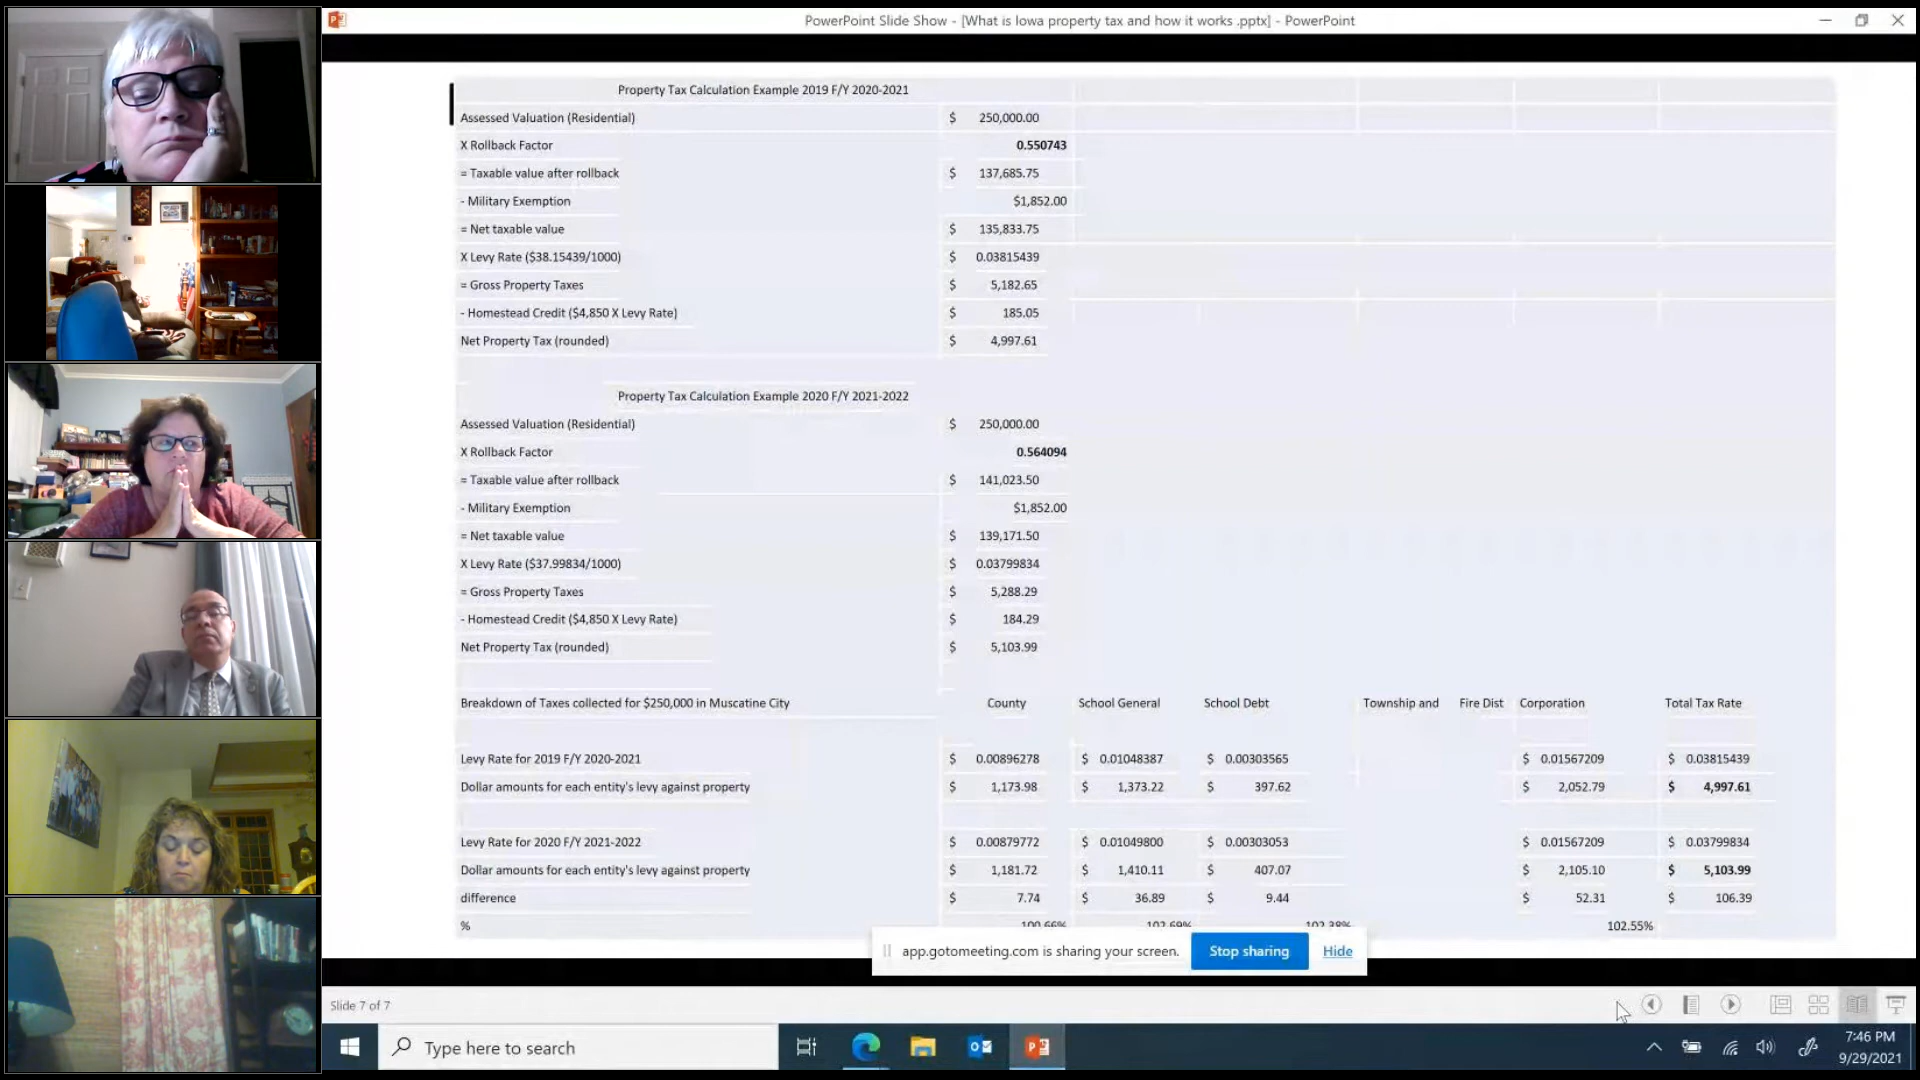 PowerPoint Slide Show - [What is Iowa property tax and how it works .pptx] - PowerPoint
Property Tax Calculation Example 2019 F/Y 2020-2021
Assessed Valuation (Residential) $ 250,000.00
X Rollback Factor 0.550743
= Taxable value after rollback $ 137,685.75
- Military Exemption $1,852.00
= Net taxable value $ 135,833.75
X Levy Rate ($38.15439/1000) $ 0.03815439
= Gross Property Taxes $ 5,182.65
- Homestead Credit ($4,850 X Levy Rate) $ 185.05
Net Property Tax (rounded) $ 4,997.61
Property Tax Calculation Example 2020 F/Y 2021-2022
Assessed Valuation (Residential) $ 250,000.00
X Rollback Factor 0.564094
= Taxable value after rollback $ 141,023.50
- Military Exemption $1,852.00
= Net taxable value $ 139,171.50
X Levy Rate ($37.99834/1000) $ 0.03799834
= Gross Property Taxes $ 5,288.29
- Homestead Credit ($4,850 X Levy Rate) $ 184.29
Net Property Tax (rounded) $ 5,103.99
Breakdown of Taxes collected for $250,000 in Muscatine City County School General School Debt Township and Fire Dist Corporation Total Tax Rate
Levy Rate for 2019 F/Y 2020-2021 $ 0.00896278 $ 0.01048387 $ 0.00303565 $ 0.01567209 $ 0.03815439
Dollar amounts for each entity's levy against property $ 1,173.98 $ 1,373.22 $ 397.62 $ 2,052.79 $ 4,997.61
Levy Rate for 2020 F/Y 2021-2022 $ 0.00879772 $ 0.01049800 $ 0.00303053 $ 0.01567209 $ 0.03799834
Dollar amounts for each entity's levy against property $ 1,181.72 $ 1,410.11 $ 407.07 $ 2,105.10 $ 5,103.99
difference $ 7.74 $ 36.89 $ 9.44 $ 52.31 $ 106.39
% 100.66% 102.69% 102.38% 102.55%
app.gotomeeting.com is sharing your screen. Stop sharing Hide
Slide 7 of 7
Type here to search
7:46 PM
9/29/2021